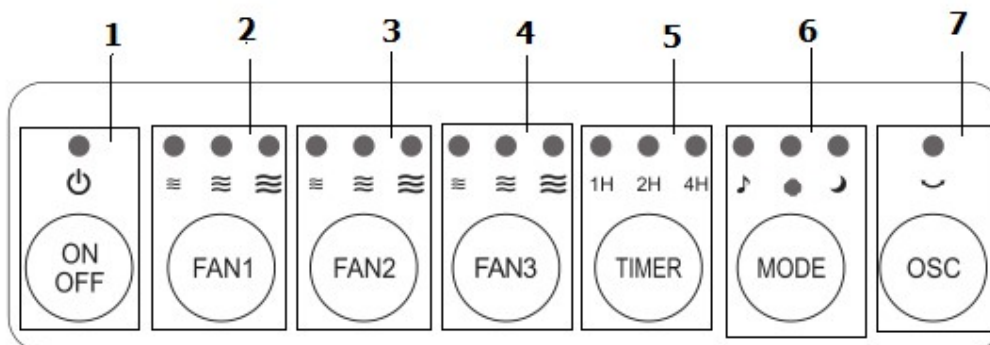 1 2 3 4 5 6 7
1H 2H 4H
ON
OFF
FAN1 FAN2 FAN3 TIMER MODE OSC